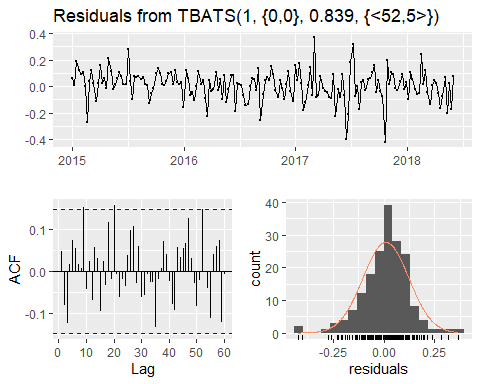 Residuals from TBATS(1, {0,0}, 0.839, {<52,5>})
0.4
0.2
0.0
-0.2
-0.4
2015 2016 2017 2018
ACF
0.1
0.0
-0.1
0 10 20 30 40 50 60
Lag
count
40
30
20
10
0
-0.25 0.00 0.25
residuals